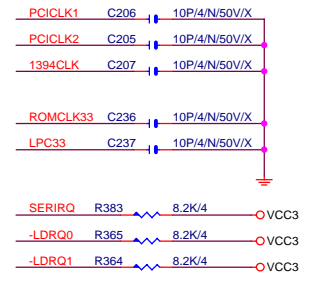 PCICLK1 C206 10P/4/N/50V/X
PCICLK2 C205 10P/4/N/50V/X
1394CLK C207 10P/4/N/50V/X
ROMCLK33 C236 10P/4/N/50V/X
LPC33 C237 10P/4/N/50V/X
SERIRQ R383 8.2K/4 VCC3
-LDRQ0 R365 8.2K/4 VCC3
-LDRQ1 R364 8.2K/4 VCC3